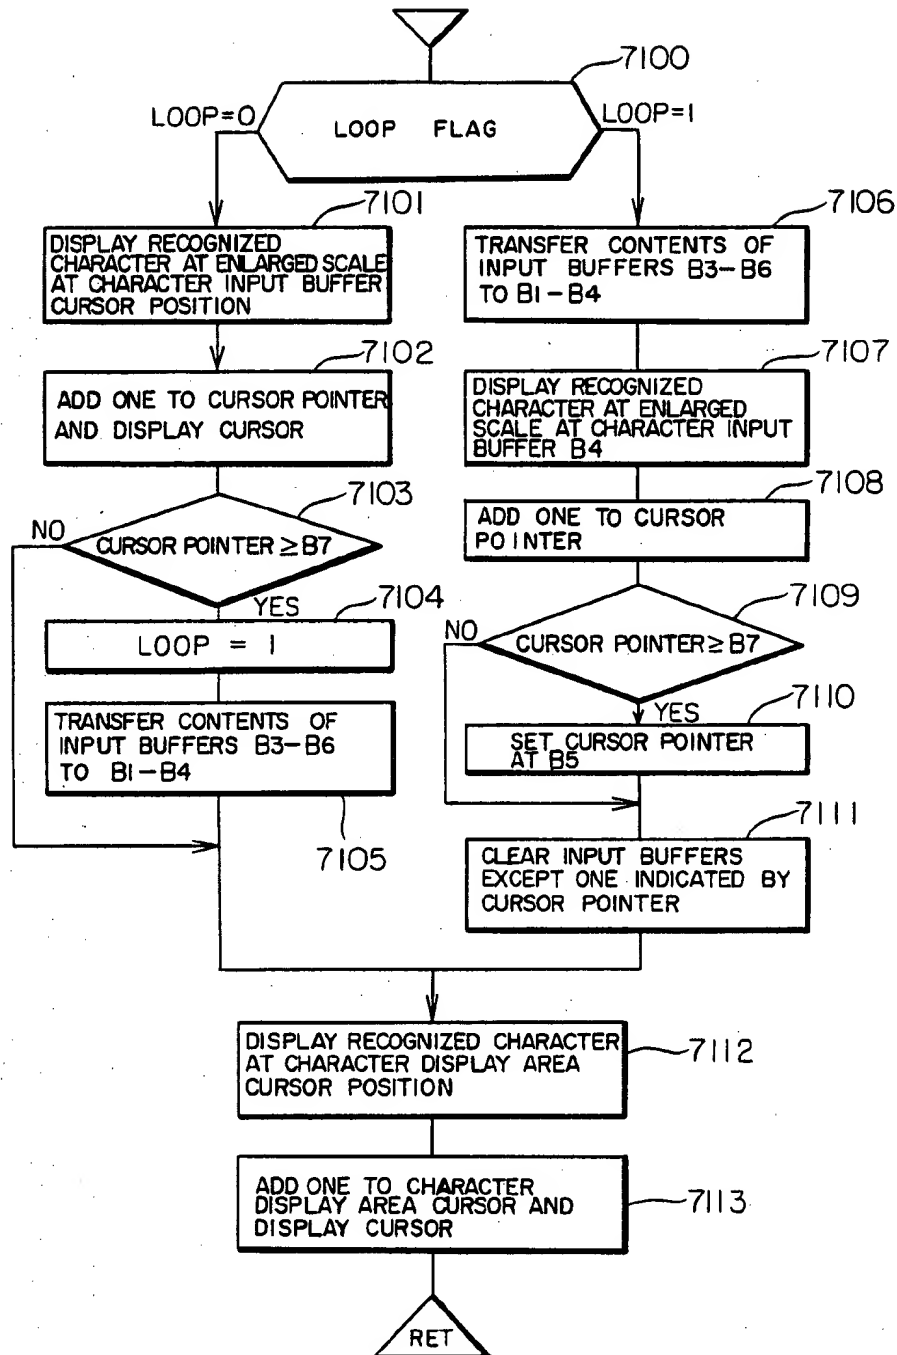 7100
LOOP=0
LOOP FLAG
LOOP=1
7101
DISPLAY RECOGNIZED
CHARACTER AT ENLARGED SCALE
AT CHARACTER INPUT BUFFER
CURSOR POSITION
7102
ADD ONE TO CURSOR POINTER
AND DISPLAY CURSOR
7103
NO
CURSOR POINTER ≥ B7
YES
7104
LOOP = 1
TRANSFER CONTENTS OF
INPUT BUFFERS B3-B6
TO B1-B4
7105
7106
TRANSFER CONTENTS OF
INPUT BUFFERS B3-B6
TO B1-B4
7107
DISPLAY RECOGNIZED
CHARACTER AT ENLARGED
SCALE AT CHARACTER INPUT
BUFFER B4
7108
ADD ONE TO CURSOR
POINTER
7109
NO
CURSOR POINTER ≥ B7
YES
7110
SET CURSOR POINTER
AT B5
7111
CLEAR INPUT BUFFERS
EXCEPT ONE INDICATED BY
CURSOR POINTER
DISPLAY RECOGNIZED CHARACTER
AT CHARACTER DISPLAY AREA
CURSOR POSITION
7112
ADD ONE TO CHARACTER
DISPLAY AREA CURSOR AND
DISPLAY CURSOR
7113
RET